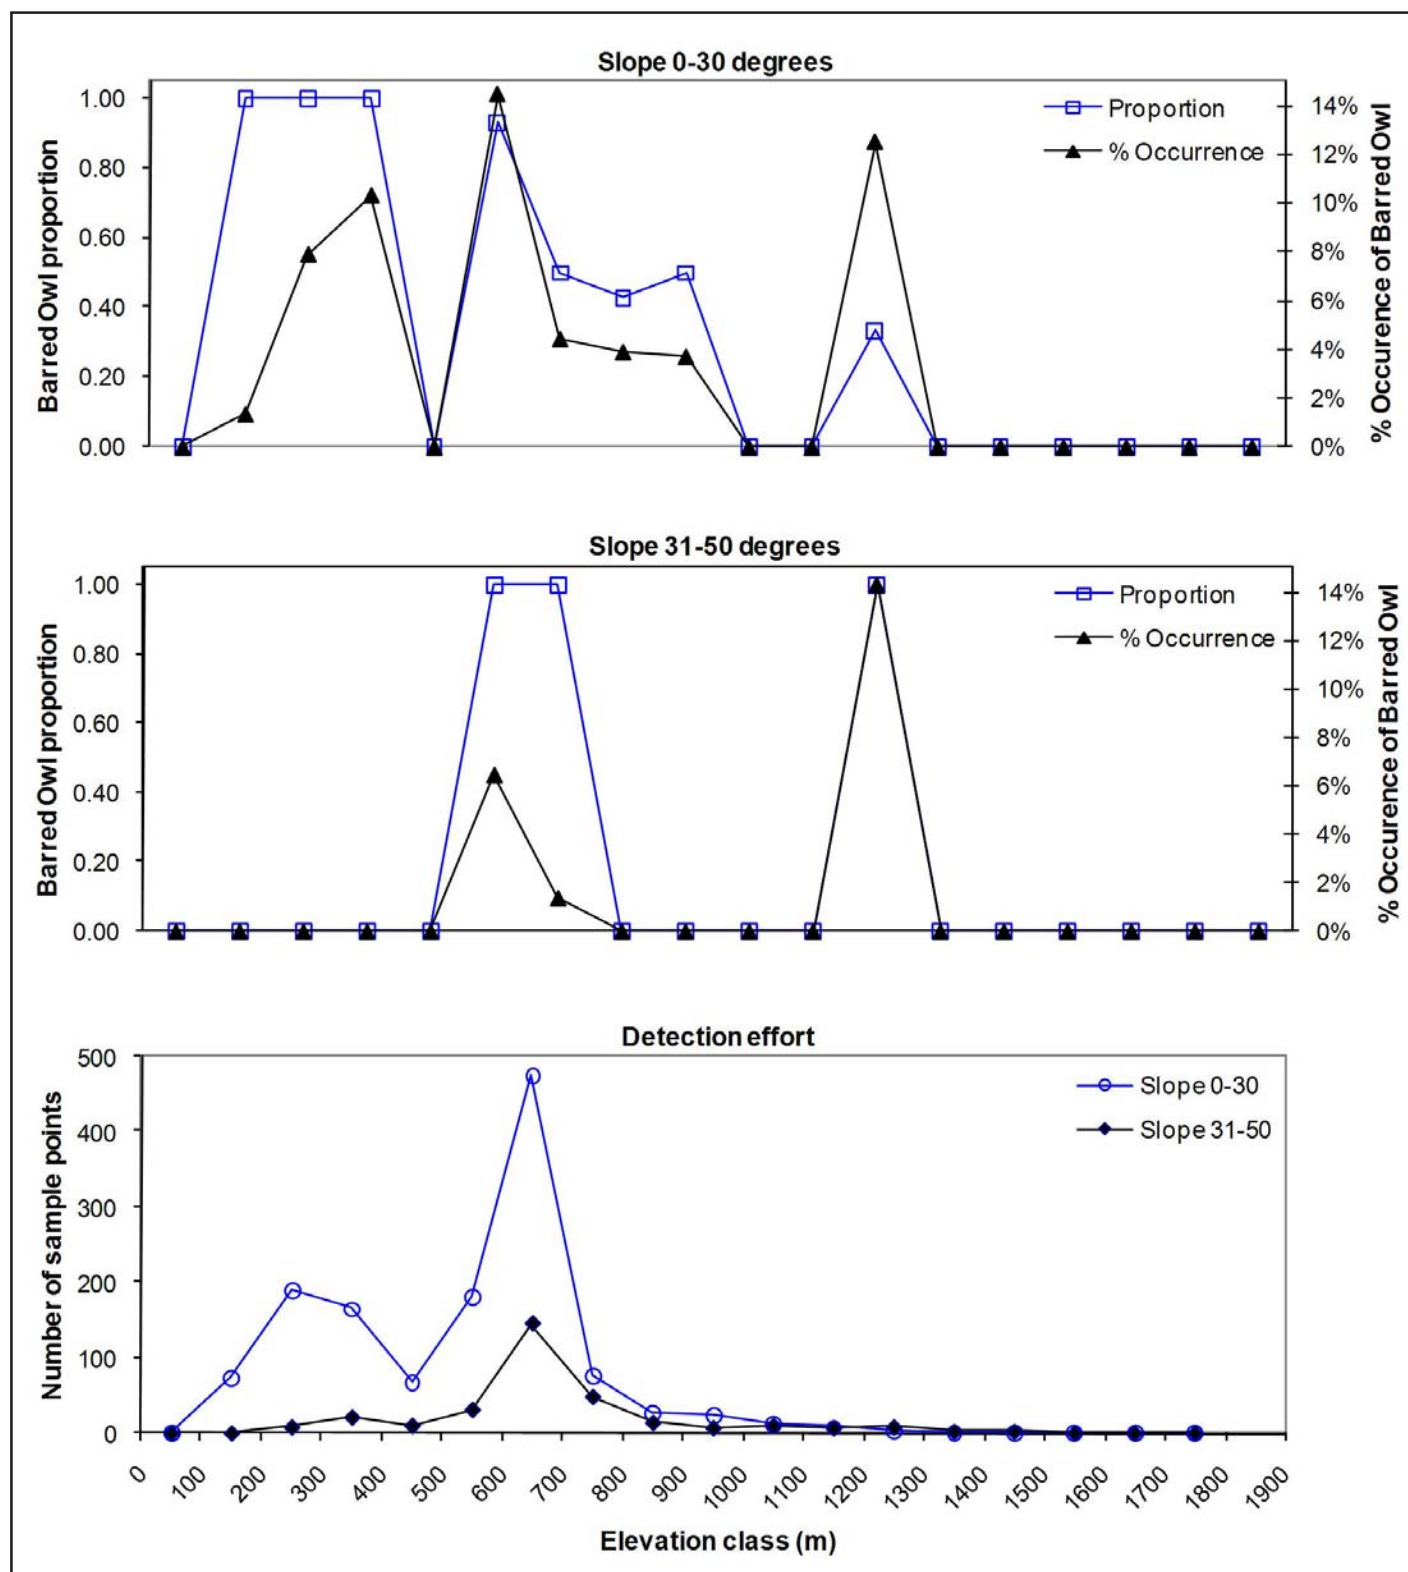 Slope 0-30 degrees
Barred Owl proportion
1.00
0.80
0.60
0.40
0.20
0.00
Proportion
% Occurrence
14%
12%
10%
8%
6%
4%
2%
0%
% Occurence of Barred Owl
Slope 31-50 degrees
Barred Owl proportion
1.00
0.80
0.60
0.40
0.20
0.00
Proportion
% Occurrence
14%
12%
10%
8%
6%
4%
2%
0%
% Occurence of Barred Owl
Detection effort
Number of sample points
500
400
300
200
100
0
Slope 0-30
Slope 31-50
0 100 200 300 400 500 600 700 800 900 1000 1100 1200 1300 1400 1500 1600 1700 1800 1900
Elevation class (m)